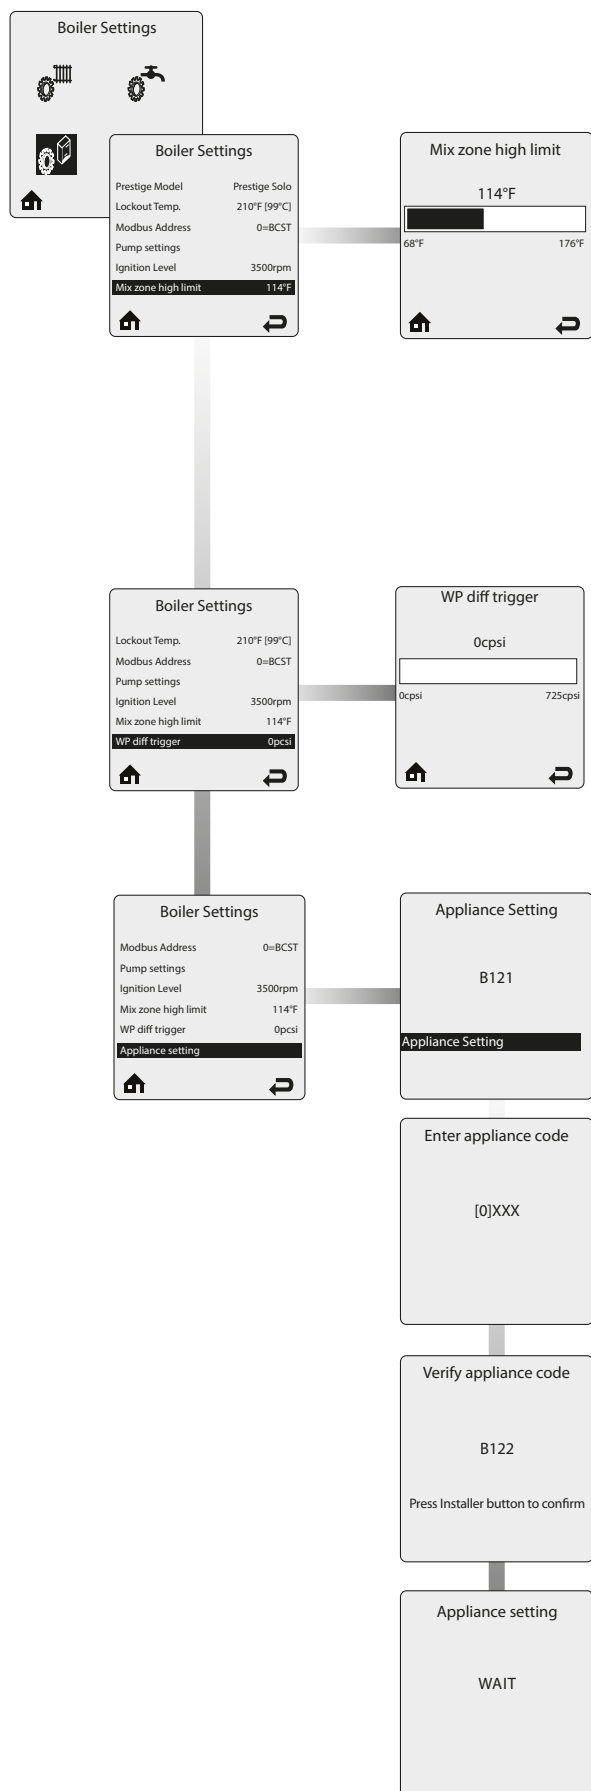 Boiler Settings
Boiler Settings
Prestige Model Prestige Solo
Lockout Temp. 210°F [99°C]
Modbus Address 0=BCST
Pump settings
Ignition Level 3500rpm
Mix zone high limit 114°F
Mix zone high limit
114°F
68°F 176°F
Boiler Settings
Lockout Temp. 210°F [99°C]
Modbus Address 0=BCST
Pump settings
Ignition Level 3500rpm
Mix zone high limit 114°F
WP diff trigger 0pcsi
WP diff trigger
0cpsi
0cpsi 725cpsi
Boiler Settings
Modbus Address 0=BCST
Pump settings
Ignition Level 3500rpm
Mix zone high limit 114°F
WP diff trigger 0pcsi
Appliance setting
Appliance Setting
B121
Appliance Setting
Enter appliance code
[0]XXX
Verify appliance code
B122
Press Installer button to confirm
Appliance setting
WAIT